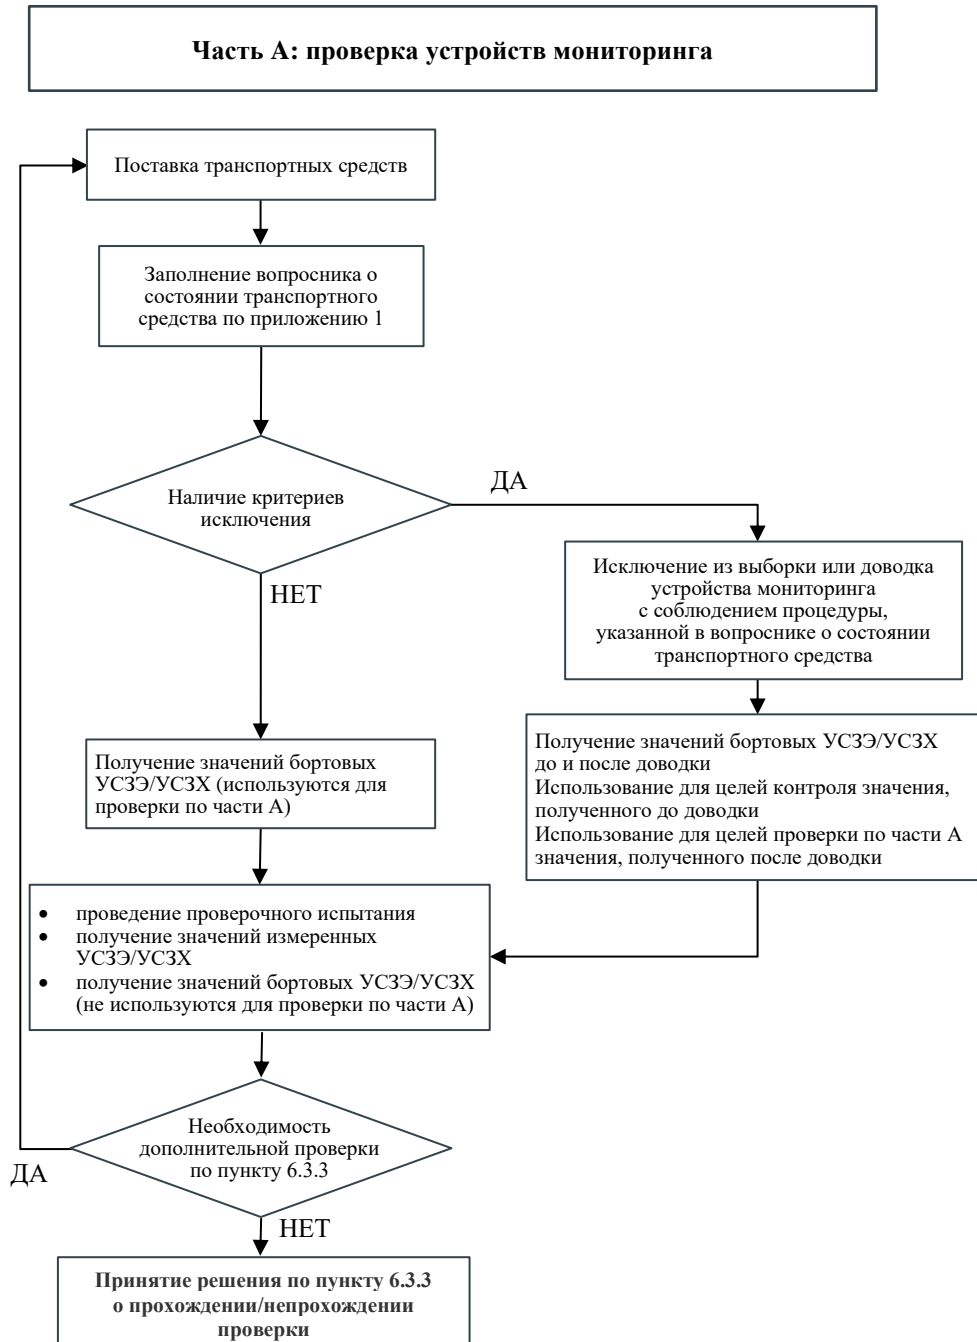 Часть А: проверка устройств мониторинга
Поставка транспортных средств
Заполнение вопросника о
состоянии транспортного
средства по приложению 1
Наличие критериев
исключения
ДА
НЕТ
Исключение из выборки или доводка
устройства мониторинга
с соблюдением процедуры,
указанной в вопроснике о состоянии
транспортного средства
Получение значений бортовых
УСЗЭ/УСЗХ (используются для
проверки по части А)
Получение значений бортовых УСЗЭ/УСЗХ
до и после доводки
Использование для целей контроля значения,
полученного до доводки
Использование для целей проверки по части А
значения, полученного после доводки
• проведение проверочного испытания
• получение значений измеренных
УСЗЭ/УСЗХ
• получение значений бортовых УСЗЭ/УСЗХ
(не используются для проверки по части А)
Необходимость
дополнительной проверки
по пункту 6.3.3
ДА
НЕТ
Принятие решения по пункту 6.3.3
о прохождении/непрохождении
проверки